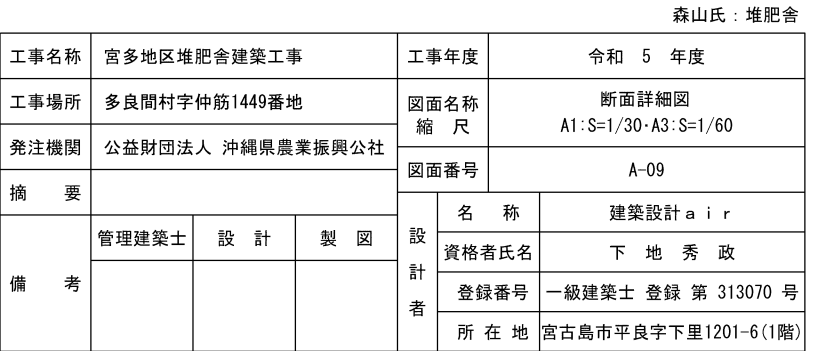 森山氏：堆肥舎
工事名称 宮多地区堆肥舎建築工事
工事場所 多良間村字仲筋1449番地
発注機関 公益財団法人 沖縄県農業振興公社
摘 要
備 考
管理建築士 設 計 製 図
工事年度 令和 5 年度
図面名称
縮 尺
断面詳細図
A1:S=1/30･A3:S=1/60
図面番号 A-09
設計者
名 称 建築設計ａｉｒ
資格者氏名 下 地 秀 政
登録番号 一級建築士 登録 第 313070 号
所 在 地 宮古島市平良字下里1201-6(1階)